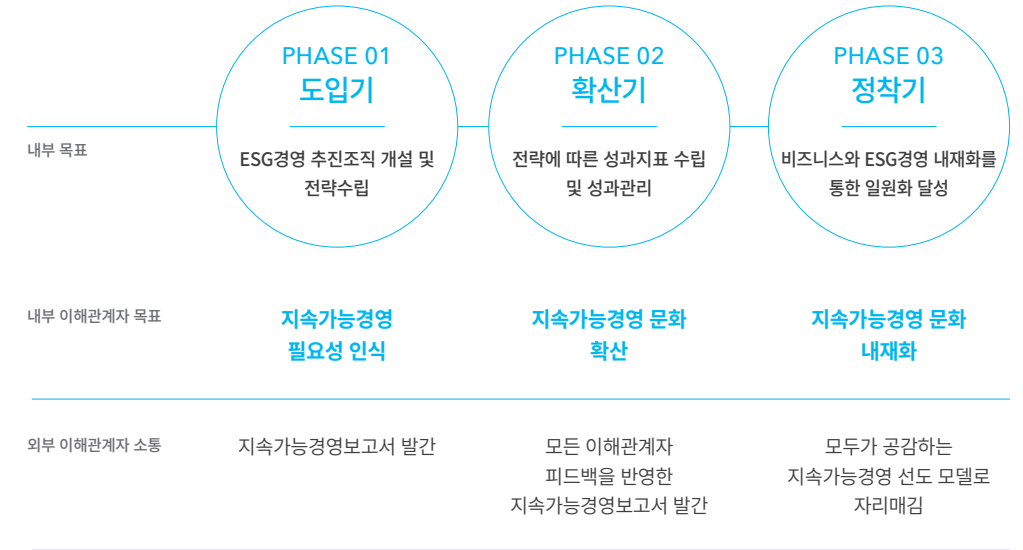 PHASE 01
도입기
PHASE 02
확산기
PHASE 03
정착기
내부 목표
ESG경영 추진조직 개설 및
전략수립
전략에 따른 성과지표 수립
및 성과관리
비즈니스와 ESG경영 내재화를
통한 일원화 달성
내부 이해관계자 목표
지속가능경영
필요성 인식
지속가능경영 문화
확산
지속가능경영 문화
내재화
외부 이해관계자 소통
지속가능경영보고서 발간
모든 이해관계자
피드백을 반영한
지속가능경영보고서 발간
모두가 공감하는
지속가능경영 선도 모델로
자리매김